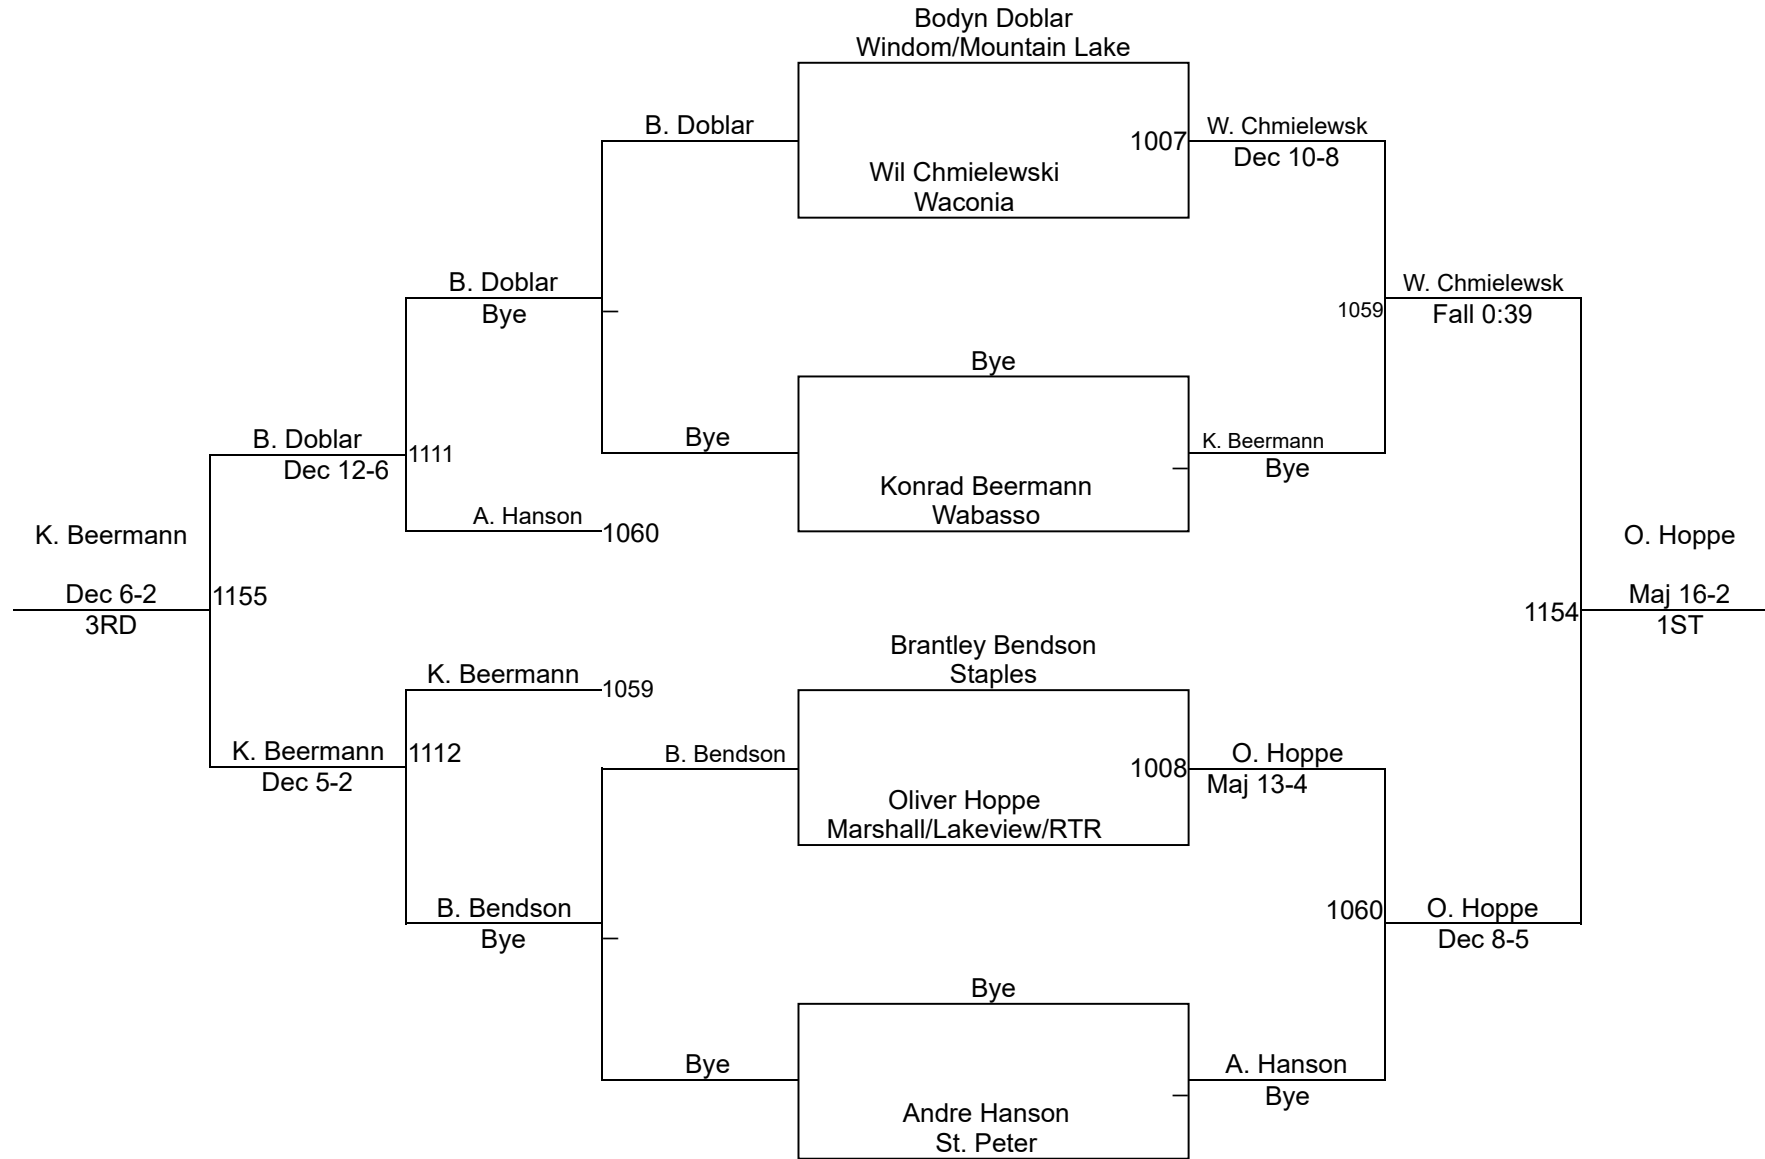 Bodyn Doblar
Windom/Mountain Lake
B. Doblar
1007
W. Chmielewsk
Dec 10-8
Wil Chmielewski
Waconia
B. Doblar
Bye
1059
W. Chmielewsk
Fall 0:39
Bye
B. Doblar
Dec 12-6
1111
Bye
K. Beermann
Bye
Konrad Beermann
Wabasso
A. Hanson
1060
K. Beermann
Dec 6-2
3RD
1155
O. Hoppe
1154
Maj 16-2
1ST
Brantley Bendson
Staples
K. Beermann
1059
K. Beermann
Dec 5-2
1112
B. Bendson
1008
O. Hoppe
Maj 13-4
Oliver Hoppe
Marshall/Lakeview/RTR
B. Bendson
Bye
1060
O. Hoppe
Dec 8-5
Bye
Bye
A. Hanson
Bye
Andre Hanson
St. Peter